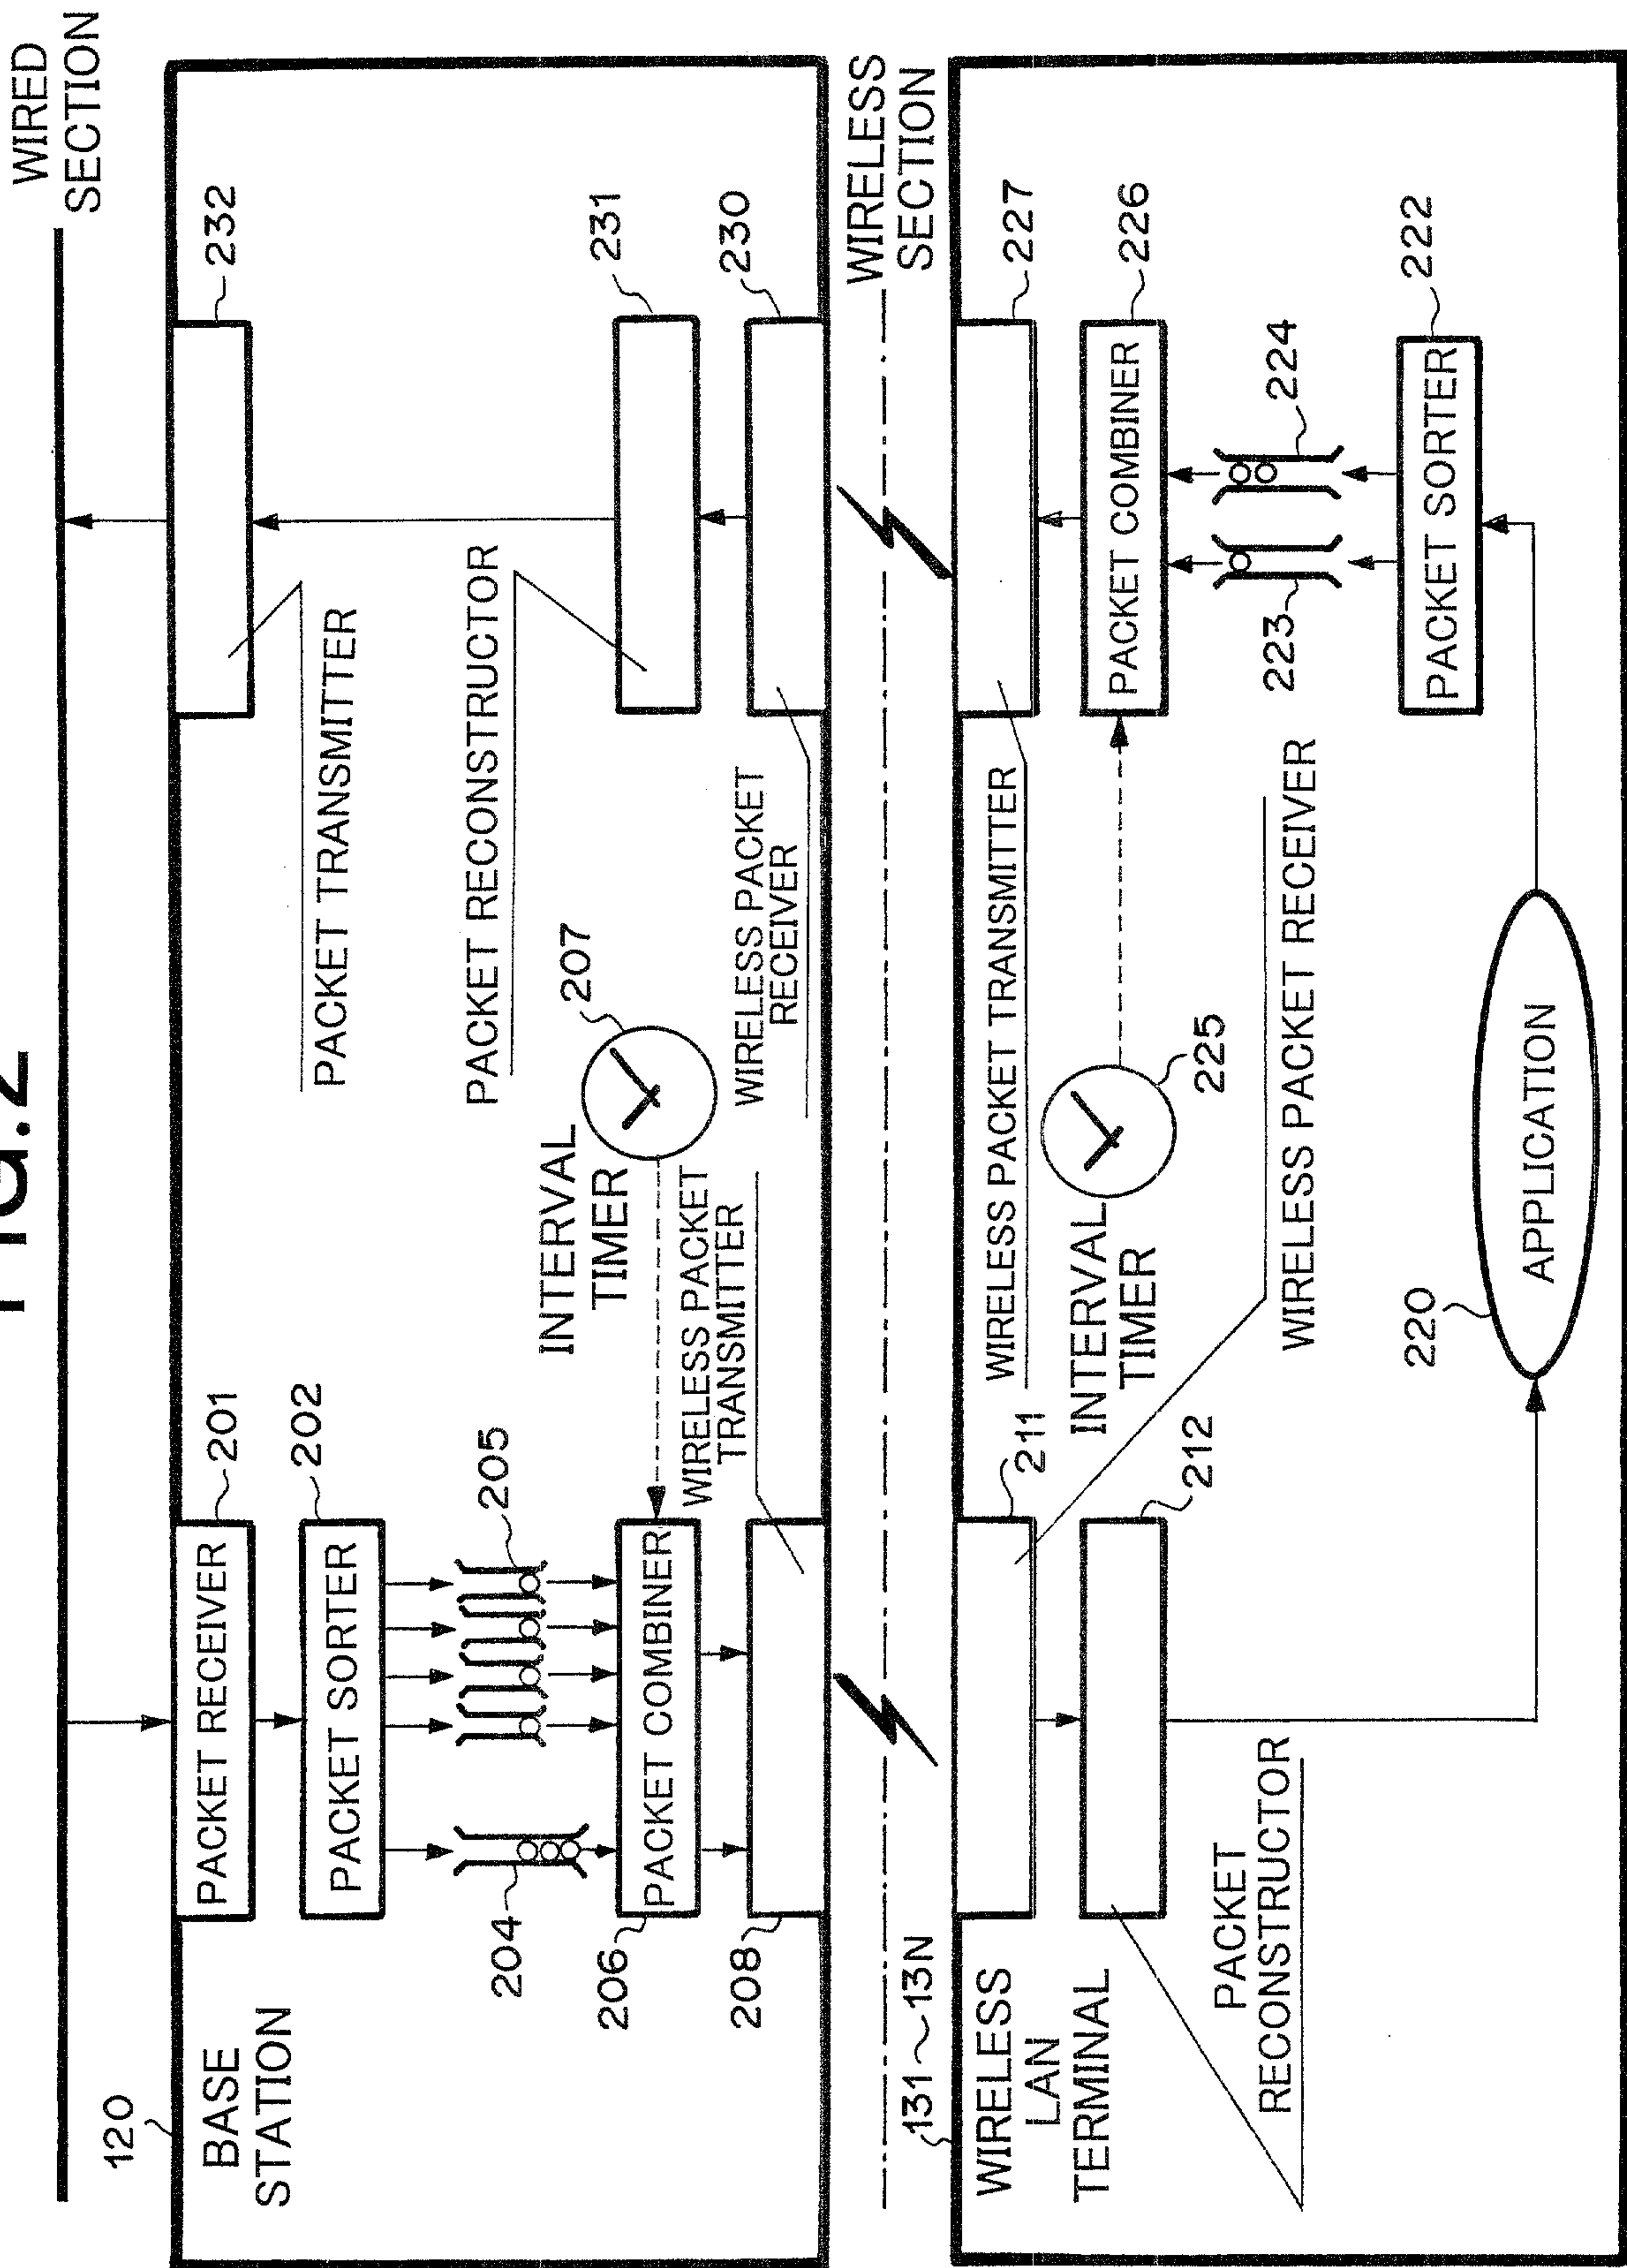 FIG.2
WIRED
SECTION
120
BASE
STATION
PACKET RECEIVER
201
PACKET SORTER
202
204
205
206
PACKET COMBINER
INTERVAL
TIMER
207
208
WIRELESS PACKET
TRANSMITTER
232
PACKET TRANSMITTER
231
PACKET RECONSTRUCTOR
230
WIRELESS PACKET
RECEIVER
WIRELESS
SECTION
131~13N
WIRELESS
LAN
TERMINAL
211
WIRELESS PACKET RECEIVER
212
PACKET
RECONSTRUCTOR
220
APPLICATION
INTERVAL
TIMER
225
WIRELESS PACKET TRANSMITTER
227
PACKET COMBINER
226
223
224
PACKET SORTER
222